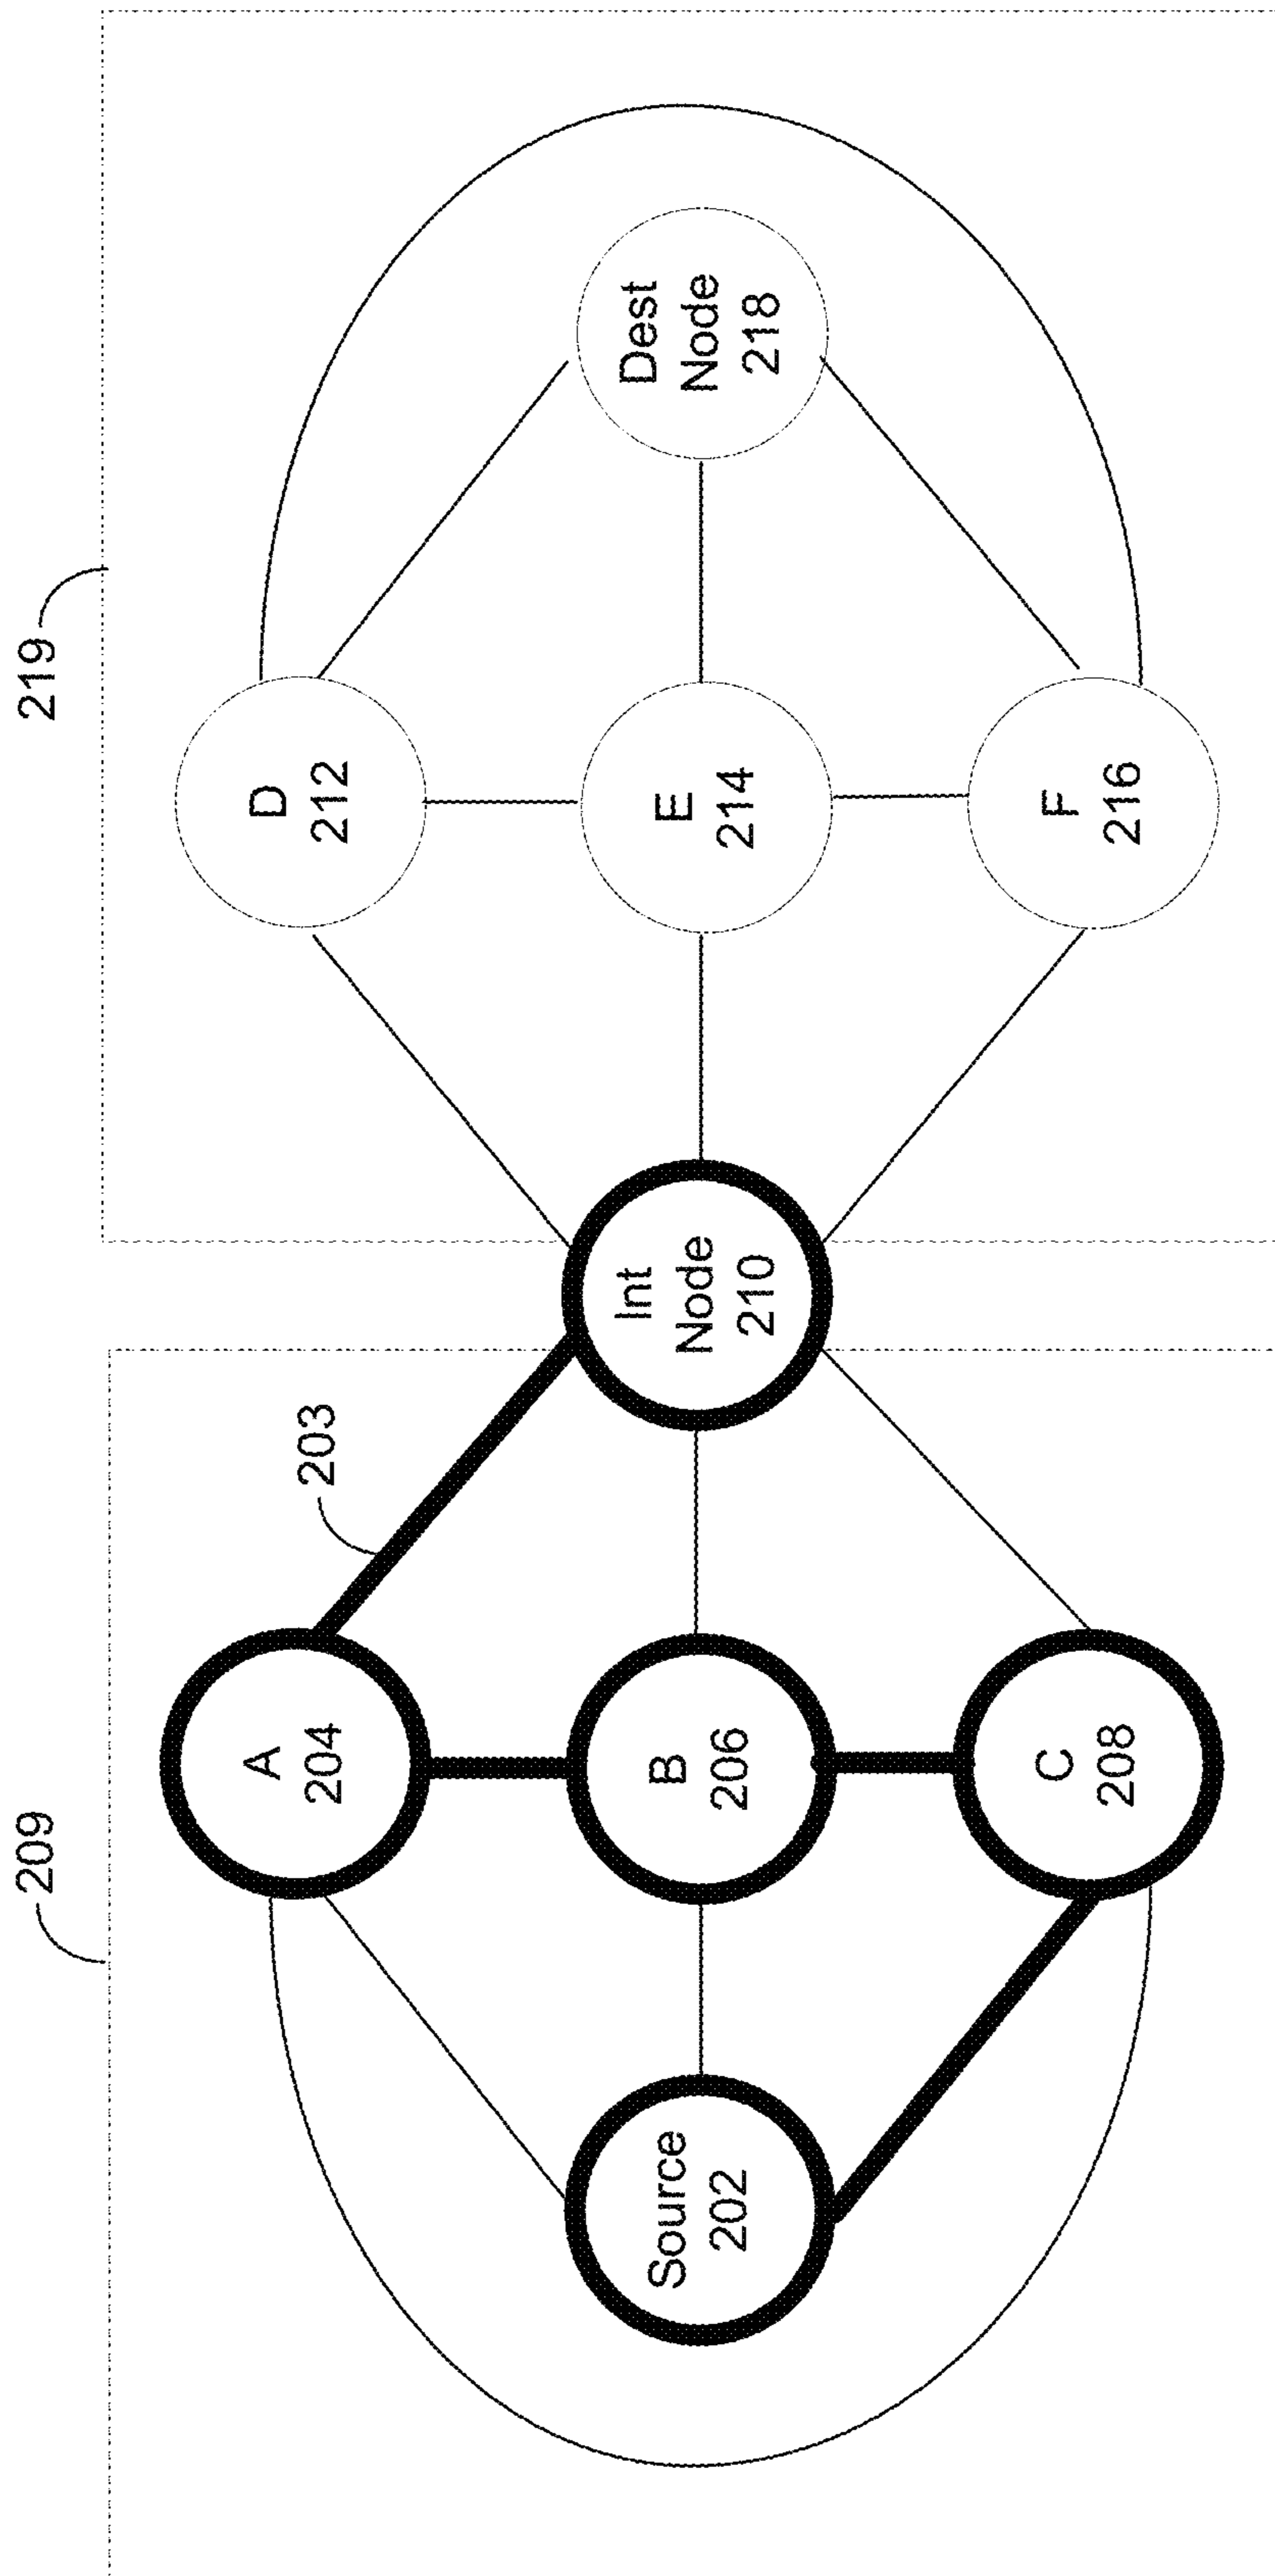 209
219
203
A
204
D
212
Source
202
B
206
Int
Node
210
E
214
Dest
Node
218
C
208
F
216